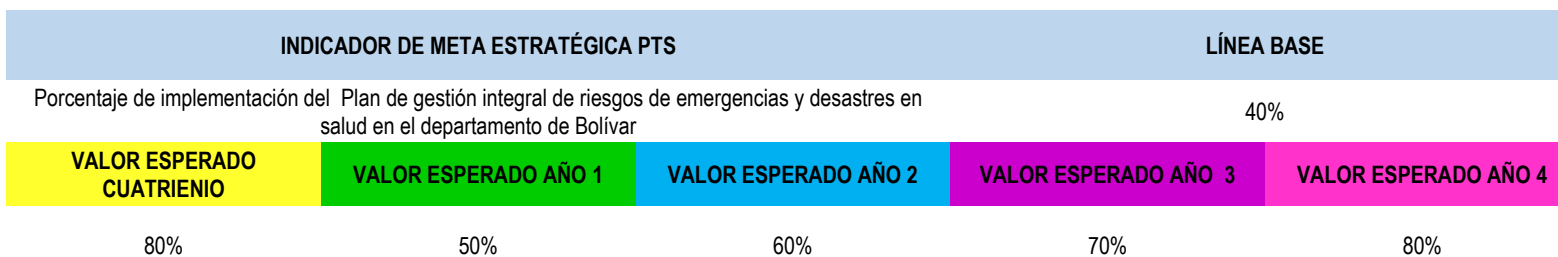 INDICADOR DE META ESTRATÉGICA PTS LÍNEA BASE
Porcentaje de implementación del Plan de gestión integral de riesgos de emergencias y desastres en
salud en el departamento de Bolívar
40%
VALOR ESPERADO
CUATRIENIO
VALOR ESPERADO AÑO 1 VALOR ESPERADO AÑO 2 VALOR ESPERADO AÑO 3 VALOR ESPERADO AÑO 4
80% 50% 60% 70% 80%